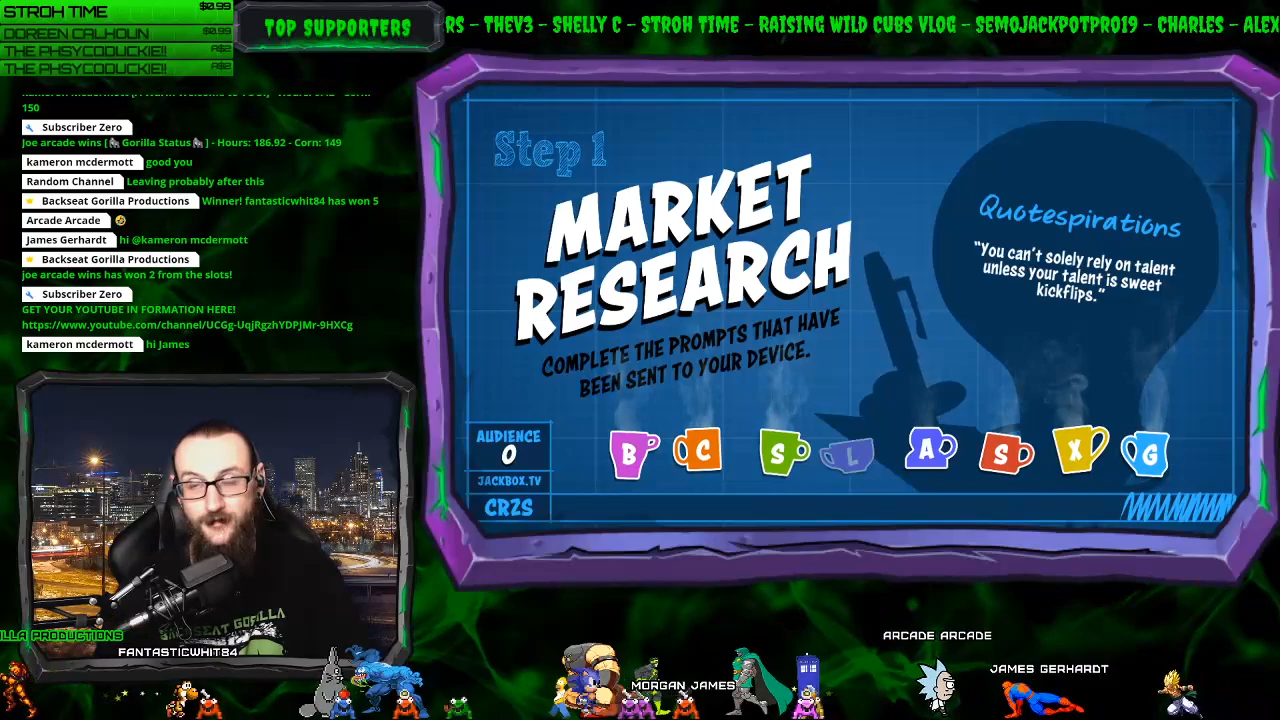 STROH TIME $0.99
DOREEN CALHOUN $0.99
THE PHSYCODUCKIE!! A$2
THE PHSYCODUCKIE!! A$2
TOP SUPPORTERS
RS - THEV3 - SHELLY C - STROH TIME - RAISING WILD CUBS VLOG - SEMOJACKPOTPRO19 - CHARLES - ALEX
150
Subscriber Zero
Joe arcade wins [🦍Gorilla Status🦍] - Hours: 186.92 - Corn: 149
kameron mcdermott good you
Random Channel Leaving probably after this
Backseat Gorilla Productions Winner! fantasticwhit84 has won 5
Arcade Arcade 🤣
James Gerhardt hi @kameron mcdermott
Backseat Gorilla Productions
joe arcade wins has won 2 from the slots!
Subscriber Zero
GET YOUR YOUTUBE IN FORMATION HERE!
https://www.youtube.com/channel/UCGg-UqjRgzhYDPJMr-9HXCg
kameron mcdermott hi James
Step 1
MARKET
RESEARCH
COMPLETE THE PROMPTS THAT HAVE
BEEN SENT TO YOUR DEVICE.
Quotespirations
"You can't solely rely on talent
unless your talent is sweet
kickflips."
AUDIENCE
0
JACKBOX.TV
CRZS
B C S L A S X G
BACKSEAT GORILLA
ILLA PRODUCTIONS
FANTASTICWHIT84
MORGAN JAMES
ARCADE ARCADE
JAMES GERHARDT